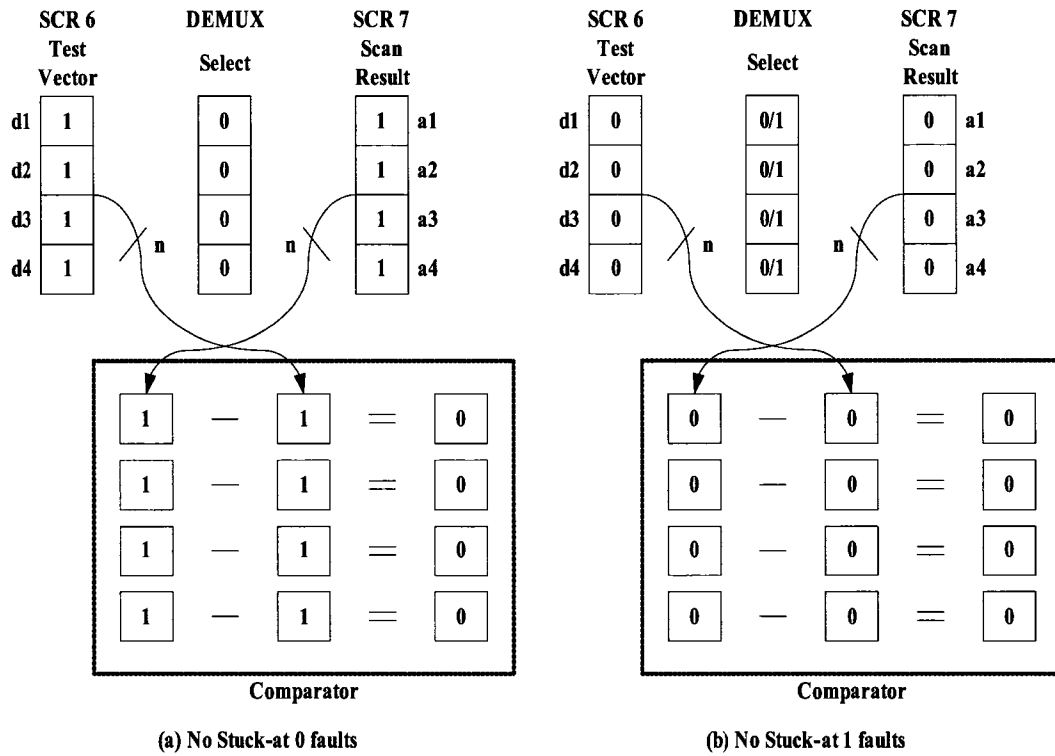 SCR 6 DEMUX SCR 7 SCR 6 DEMUX SCR 7
Test Scan Test Scan
Vector Select Result Vector Select Result
d1 1 0 1 a1 d1 0 0/1 0 a1
d2 1 0 1 a2 d2 0 0/1 0 a2
d3 1 0 1 a3 d3 0 0/1 0 a3
n n n n
d4 1 0 1 a4 d4 0 0/1 0 a4
1 — 1 = 0 0 — 0 = 0
1 — 1 = 0 0 — 0 = 0
1 — 1 = 0 0 — 0 = 0
1 — 1 = 0 0 — 0 = 0
Comparator Comparator
(a) No Stuck-at 0 faults (b) No Stuck-at 1 faults